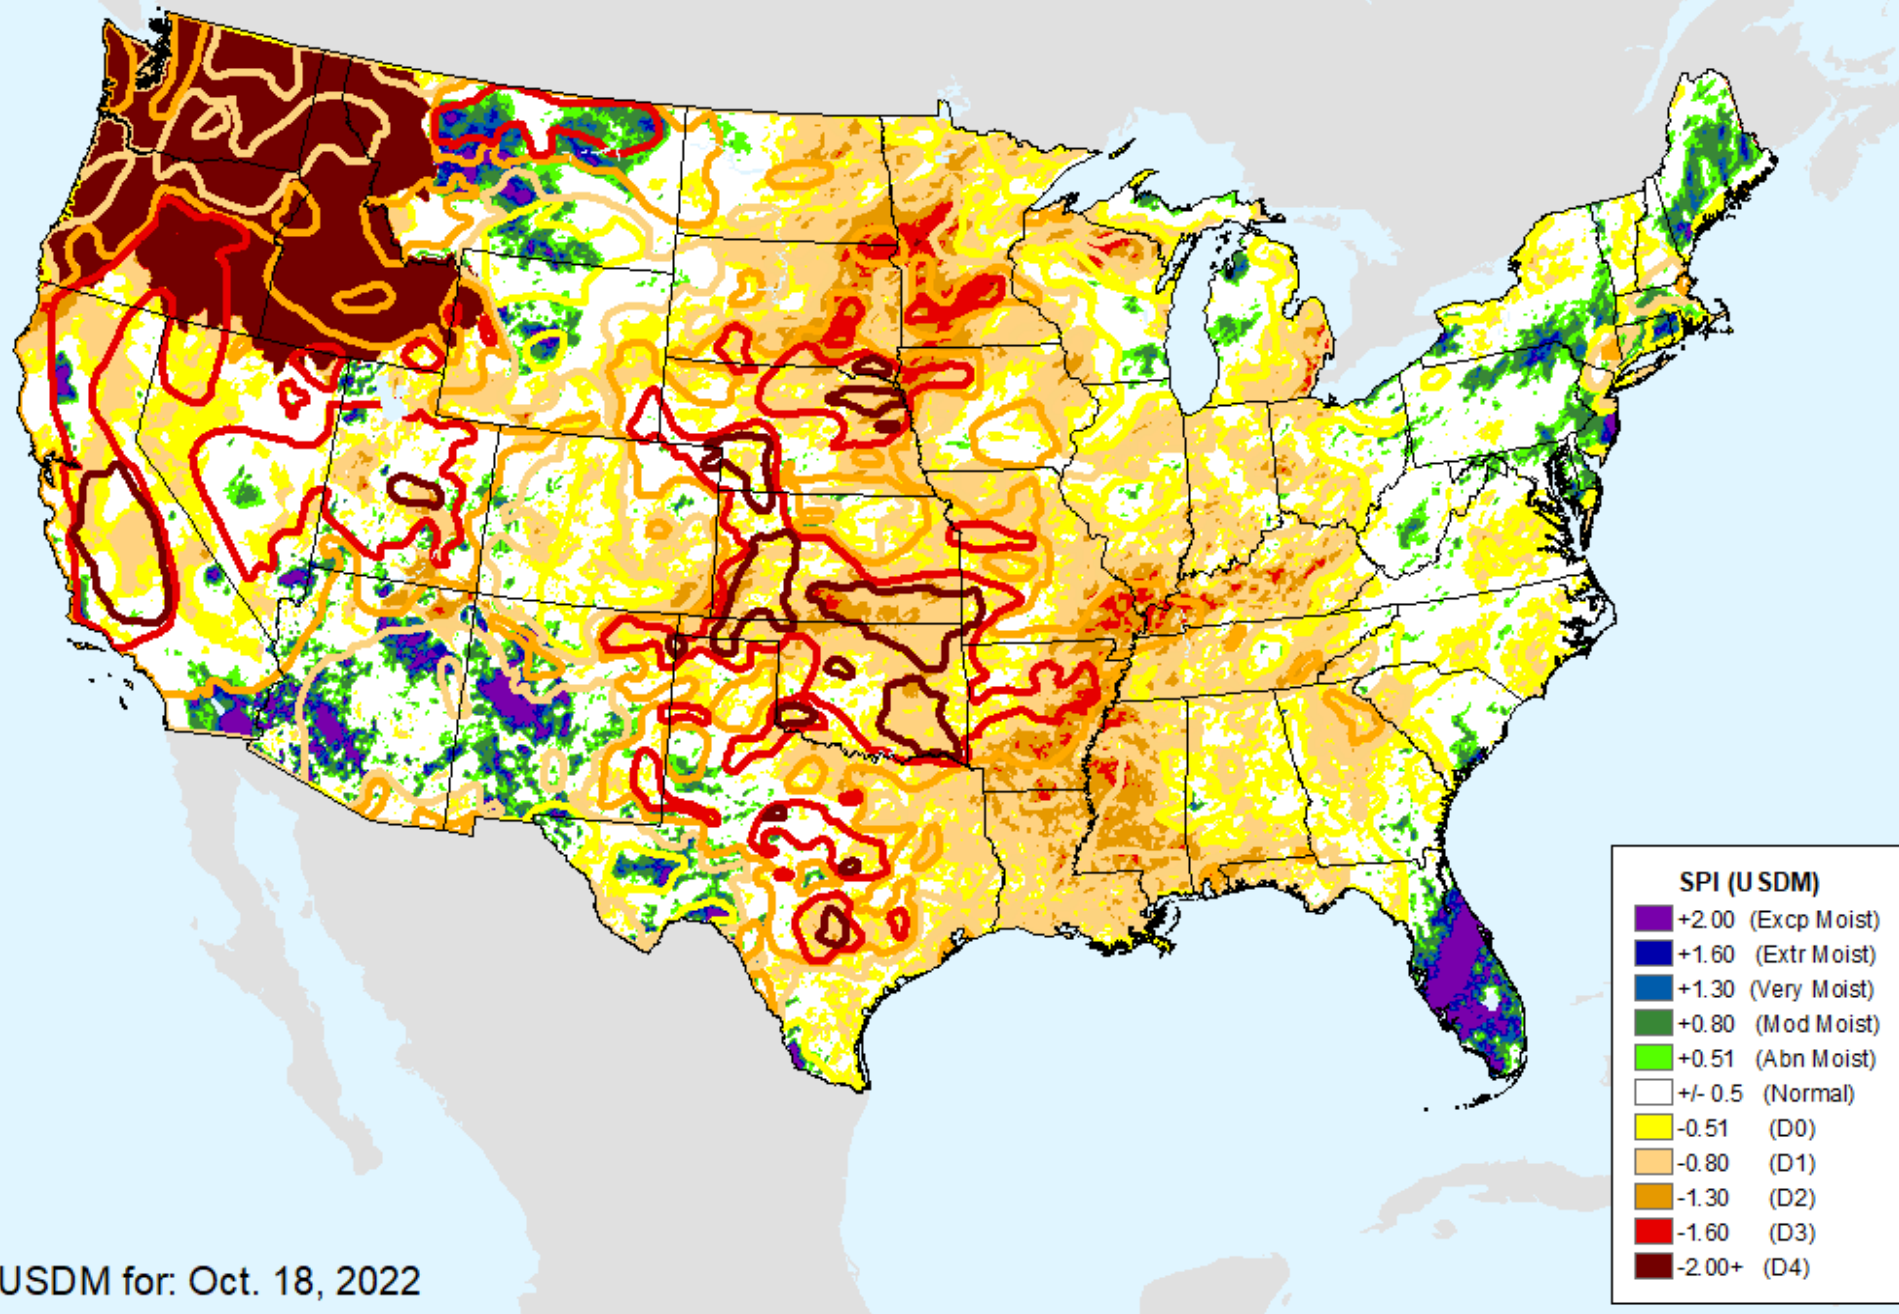 SPI (USDM)
+2.00 (Excp Moist)
+1.60 (Extr Moist)
+1.30 (Very Moist)
+0.80 (Mod Moist)
+0.51 (Abn Moist)
+/- 0.5 (Normal)
-0.51 (D0)
-0.80 (D1)
-1.30 (D2)
-1.60 (D3)
-2.00+ (D4)
USDM for: Oct. 18, 2022